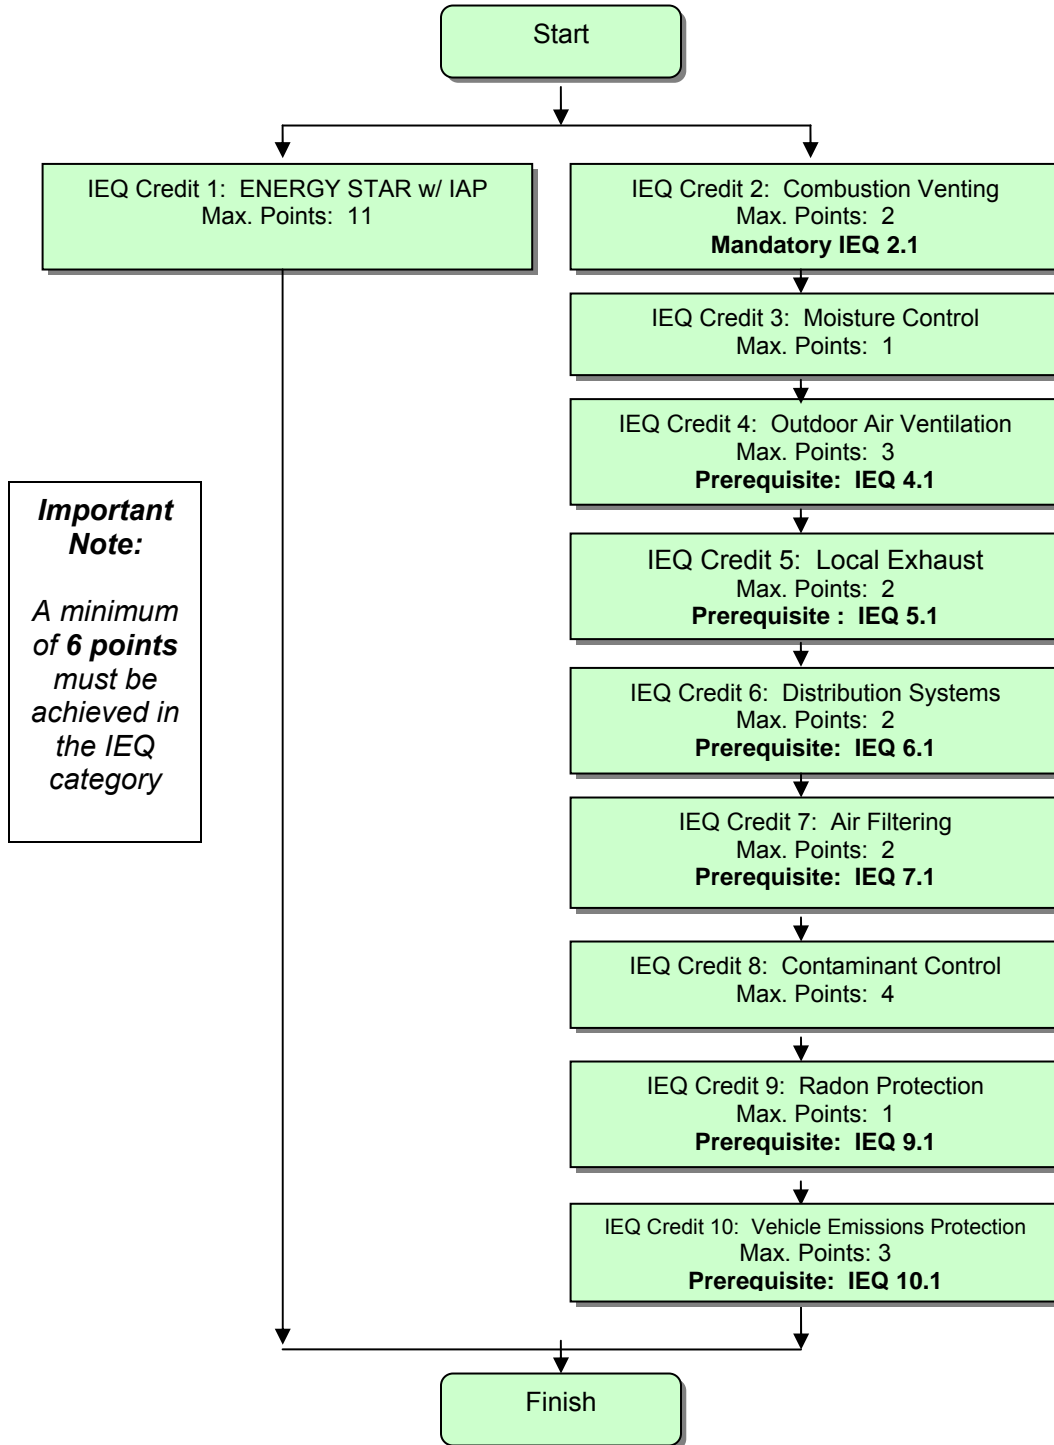 Start
IEQ Credit 1: ENERGY STAR w/ IAP
Max. Points: 11
IEQ Credit 2: Combustion Venting
Max. Points: 2
Mandatory IEQ 2.1
IEQ Credit 3: Moisture Control
Max. Points: 1
IEQ Credit 4: Outdoor Air Ventilation
Max. Points: 3
Prerequisite: IEQ 4.1
Important
Note:
A minimum
of 6 points
must be
achieved in
the IEQ
category
IEQ Credit 5: Local Exhaust
Max. Points: 2
Prerequisite : IEQ 5.1
IEQ Credit 6: Distribution Systems
Max. Points: 2
Prerequisite: IEQ 6.1
IEQ Credit 7: Air Filtering
Max. Points: 2
Prerequisite: IEQ 7.1
IEQ Credit 8: Contaminant Control
Max. Points: 4
IEQ Credit 9: Radon Protection
Max. Points: 1
Prerequisite: IEQ 9.1
IEQ Credit 10: Vehicle Emissions Protection
Max. Points: 3
Prerequisite: IEQ 10.1
Finish